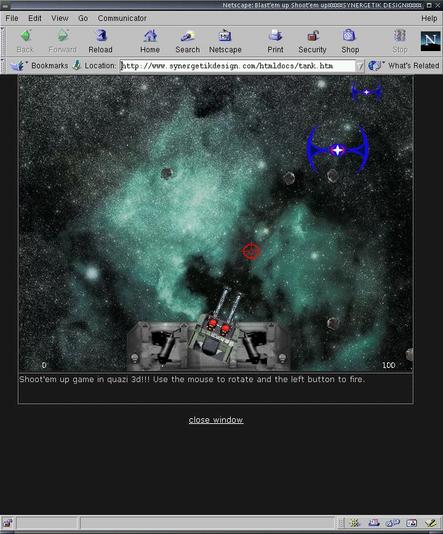 Netscape: Blast'em up Shoot'em up!
SYNERGETIK DESIGN
File Edit View Go Communicator Help
Back Forward Reload Home Search Netscape Print Security Shop Stop
N
Bookmarks Location: http://www.synergetikdesign.com/htmldocs/tank.htm What's Related
0 100
Shoot'em up game in quazi 3d!!! Use the mouse to rotate and the left button to fire.
close window